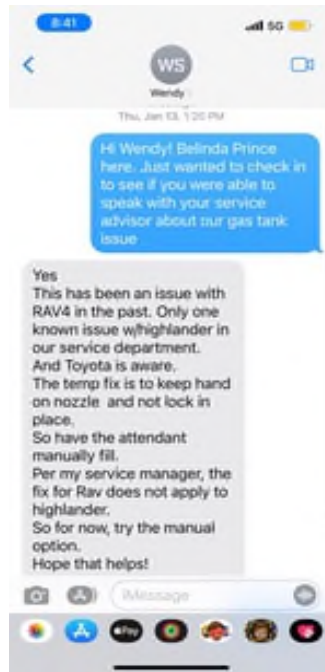 8:41
5G
WS
Wendy
Thu, Jan 13, 1:20 PM
Hi Wendy! Belinda Prince
here. Just wanted to check in
to see if you were able to
speak with your service
advisor about our gas tank
issue
Yes
This has been an issue with
RAV4 in the past. Only one
known issue w/highlander in
our service department.
And Toyota is aware.
The temp fix is to keep hand
on nozzle and not lock in
place.
So have the attendant
manually fill.
Per my service manager, the
fix for Rav does not apply to
highlander.
So for now, try the manual
option.
Hope that helps!
iMessage
Pay